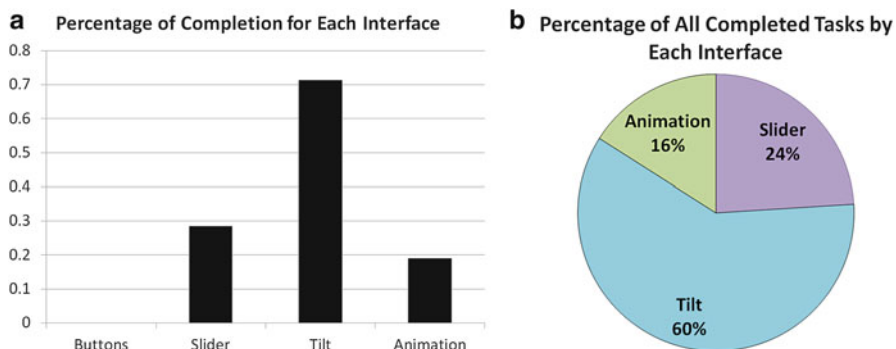 a Percentage of Completion for Each Interface
0.8
0.7
0.6
0.5
0.4
0.3
0.2
0.1
0
Buttons Slider Tilt Animation
b Percentage of All Completed Tasks by
Each Interface
Animation
16%
Slider
24%
Tilt
60%